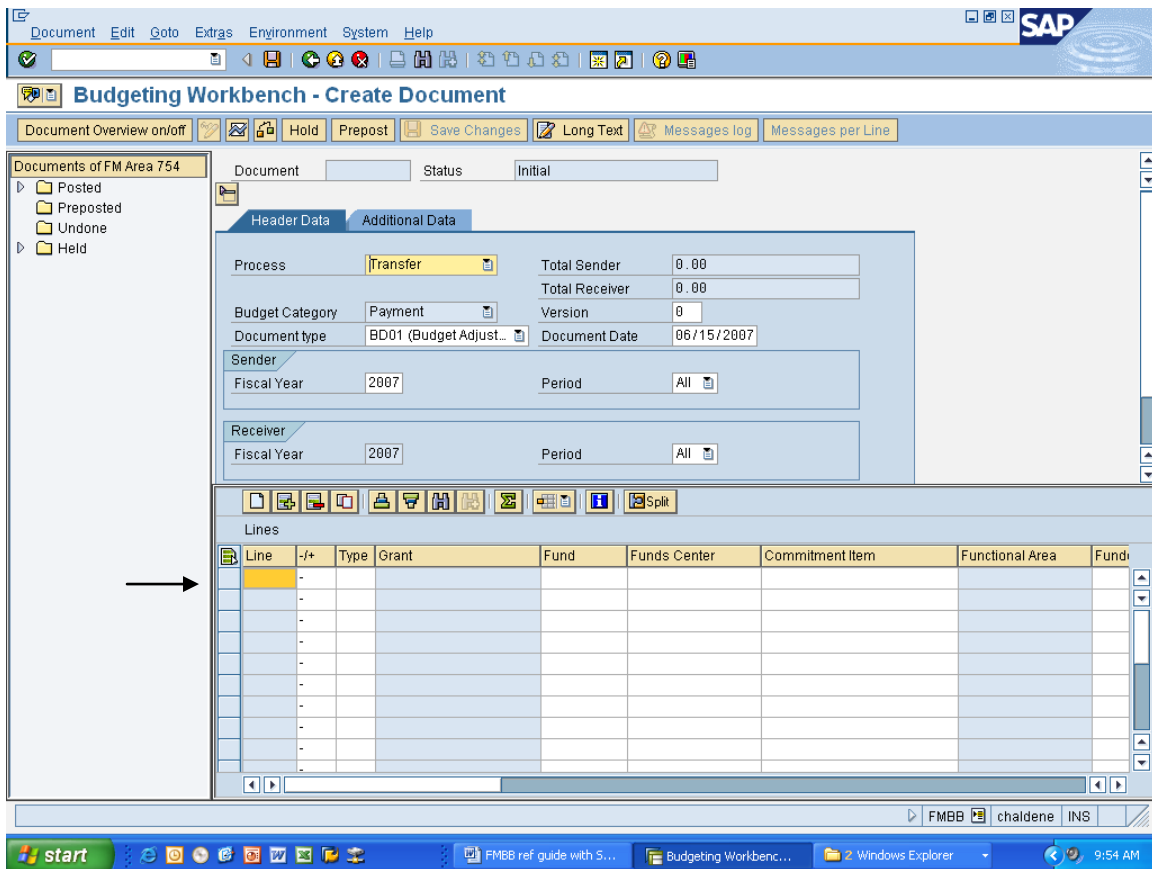 Document Edit Goto Extras Environment System Help
SAP
Budgeting Workbench - Create Document
Document Overview on/off Hold Prepost Save Changes Long Text Messages log Messages per Line
Documents of FM Area 754
Posted
Preposted
Undone
Held
Document Status Initial
Header Data Additional Data
Process Transfer Total Sender 0.00
Total Receiver 0.00
Budget Category Payment Version 0
Document type BD01 (Budget Adjust... Document Date 06/15/2007
Sender
Fiscal Year 2007 Period All
Receiver
Fiscal Year 2007 Period All
Split
Lines
Line -/+ Type Grant Fund Funds Center Commitment Item Functional Area
-
-
-
-
-
-
-
-
-
-
FMBB chaldene INS
start FMBB ref guide with S... Budgeting Workbenc... 2 Windows Explorer 9:54 AM